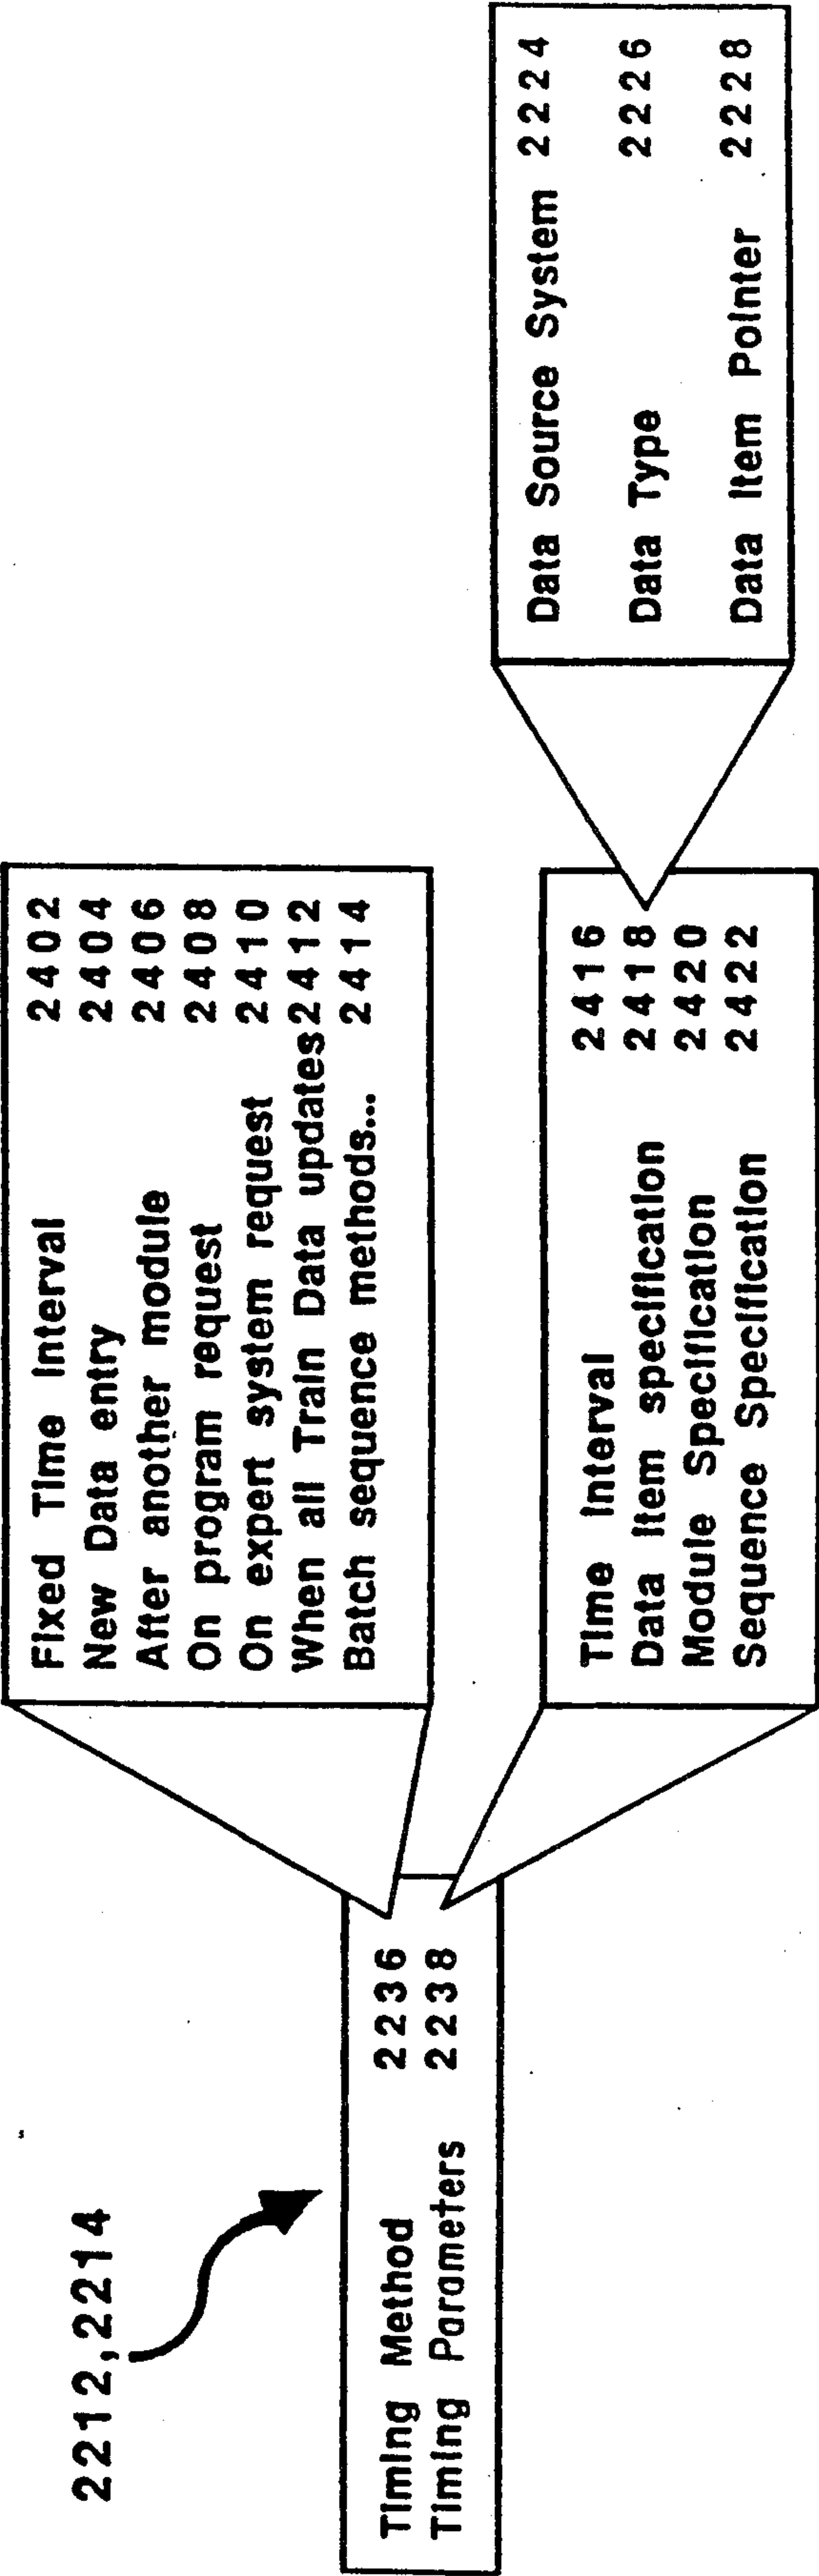 2212,2214
Timing Method 2236
Timing Parameters 2238
Fixed Time Interval 2402
New Data entry 2404
After another module 2406
On program request 2408
On expert system request 2410
When all Train Data updates 2412
Batch sequence methods... 2414
Time Interval 2416
Data Item specification 2418
Module Specification 2420
Sequence Specification 2422
Data Source System 2224
Data Type 2226
Data Item Pointer 2228